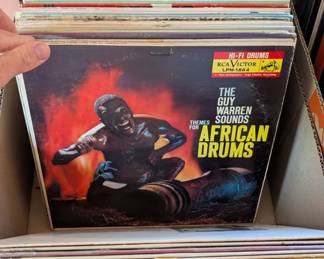 HI-FI DRUMS
RCA VICTOR
LPM-1864
THE
GUY
WARREN
SOUNDS
THEMES
FOR
AFRICAN
DRUMS